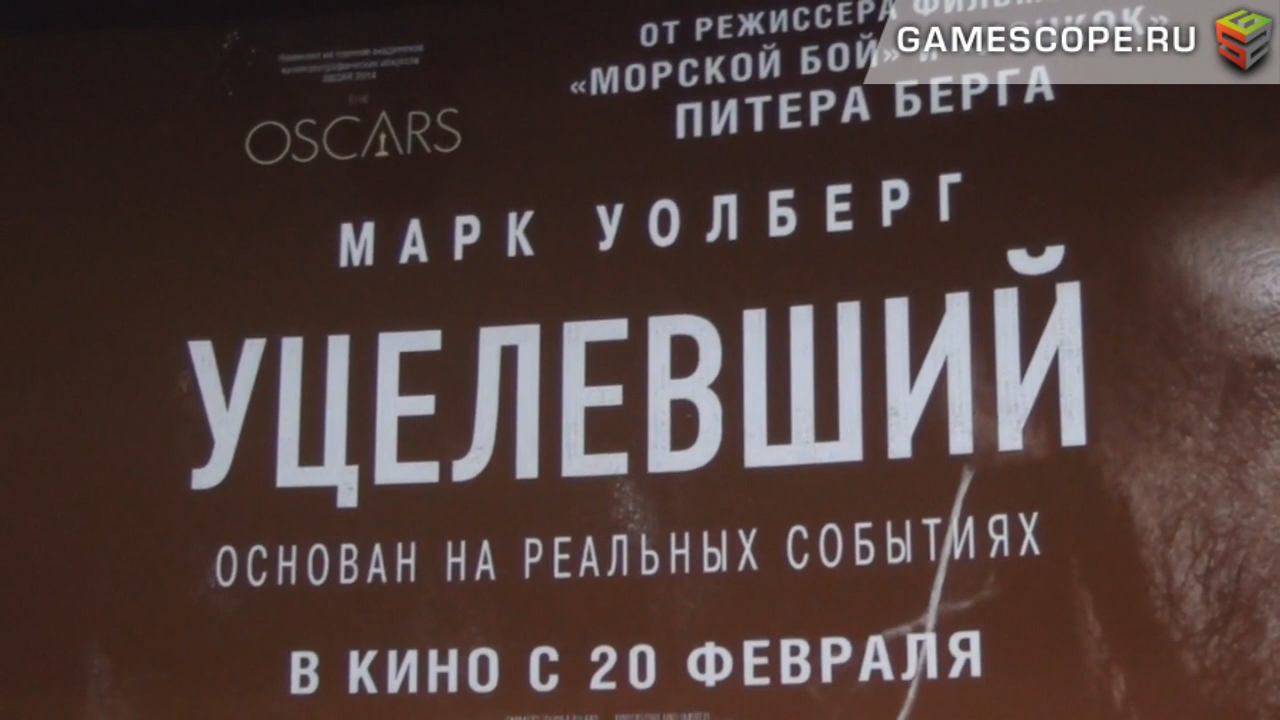 ОТ РЕЖИССЕРА
GAMESCOPE.RU
«МОРСКОЙ БОЙ»
ПИТЕРА БЕРГА
THE
OSCARS
МАРК УОЛБЕРГ
УЦЕЛЕВШИЙ
ОСНОВАН НА РЕАЛЬНЫХ СОБЫТИЯХ
В КИНО С 20 ФЕВРАЛЯ